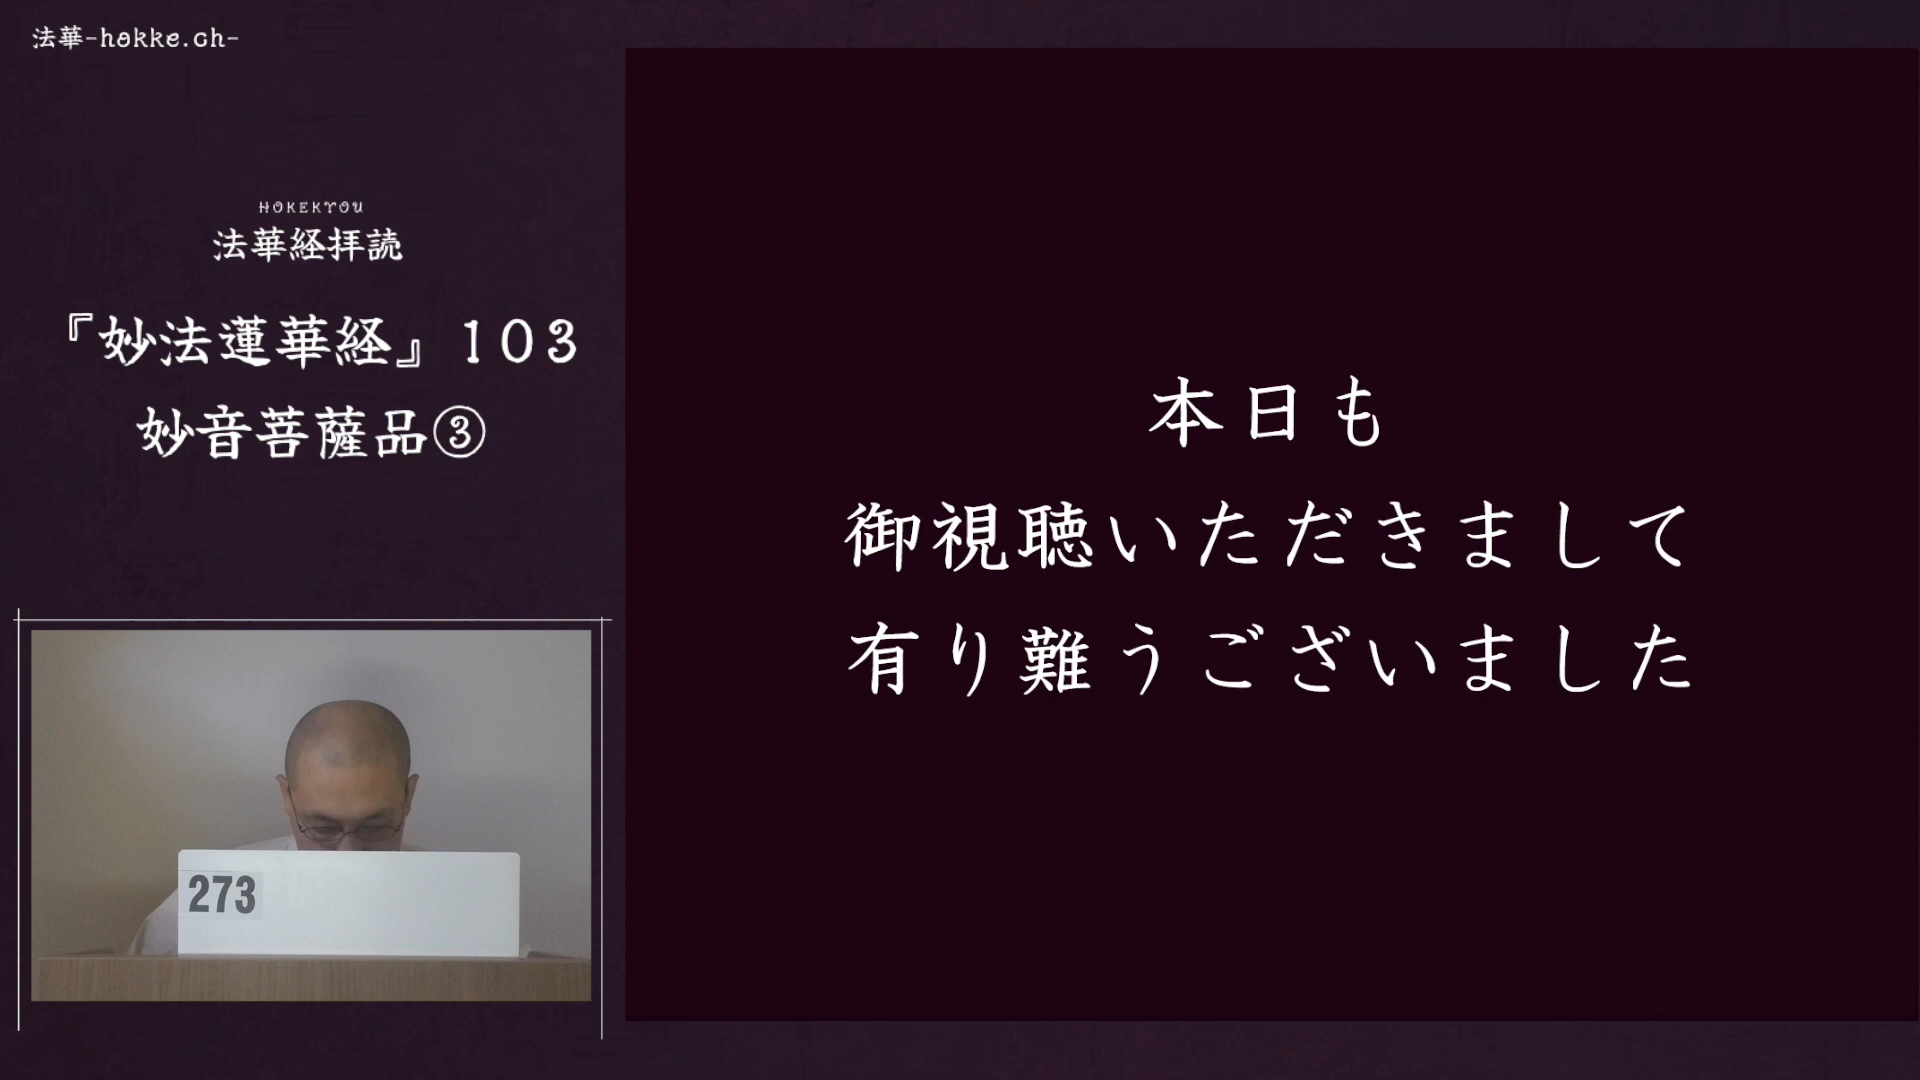 法華-hokke.ch-
HOKEKYOU
法華経拝読
『妙法蓮華経』103
妙音菩薩品③
273
本日も
御視聴いただきまして
有り難うございました